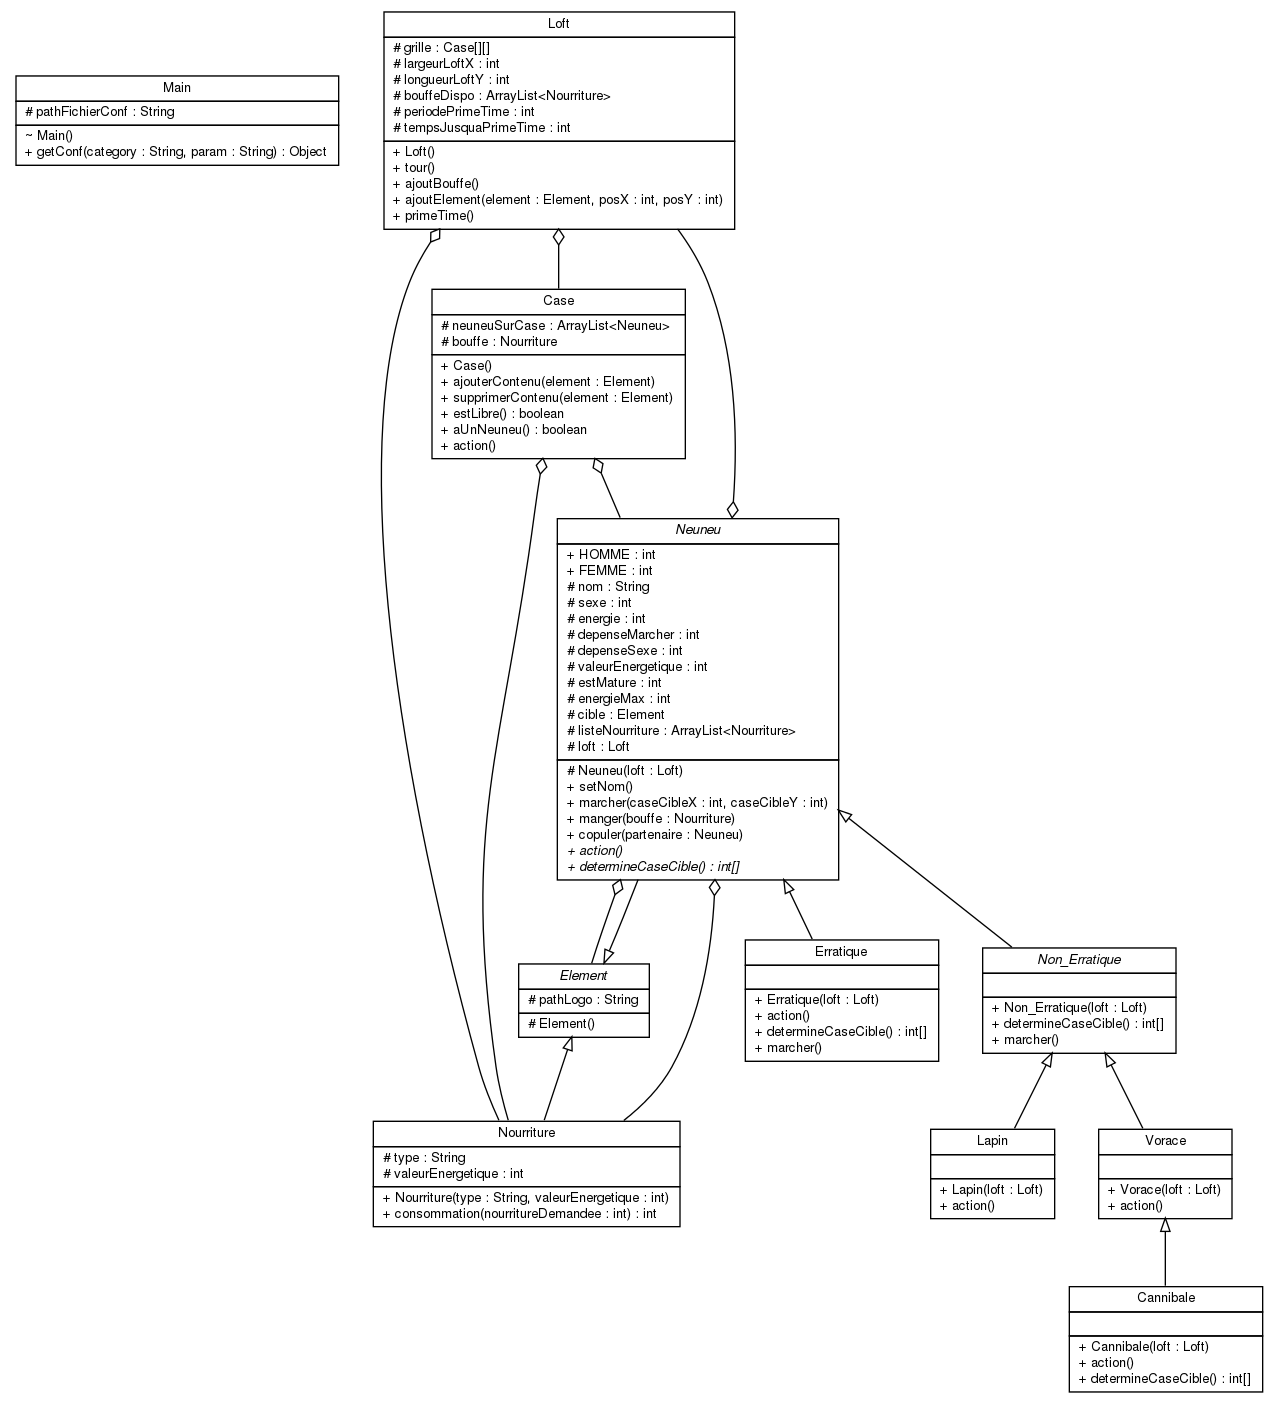 Loft
# grille : Case[][]
# largeurLoftX : int
# longueurLoftY : int
# bouffeDispo : ArrayList<Nourriture>
# periodePrimeTime : int
# tempsJusquaPrimeTime : int
+ Loft()
+ tour()
+ ajoutBouffe()
+ ajoutElement(element : Element, posX : int, posY : int)
+ primeTime()
Main
# pathFichierConf : String
~ Main()
+ getConf(category : String, param : String) : Object
Case
# neuneuSurCase : ArrayList<Neuneu>
# bouffe : Nourriture
+ Case()
+ ajouterContenu(element : Element)
+ supprimerContenu(element : Element)
+ estLibre() : boolean
+ aUnNeuneu() : boolean
+ action()
Neuneu
+ HOMME : int
+ FEMME : int
# nom : String
# sexe : int
# energie : int
# depenseMarcher : int
# depenseSexe : int
# valeurEnergetique : int
# estMature : int
# energieMax : int
# cible : Element
# listeNourriture : ArrayList<Nourriture>
# loft : Loft
# Neuneu(loft : Loft)
+ setNom()
+ marcher(caseCibleX : int, caseCibleY : int)
+ manger(bouffe : Nourriture)
+ copuler(partenaire : Neuneu)
+ action()
+ determineCaseCible() : int[]
Element
# pathLogo : String
# Element()
Erratique
+ Erratique(loft : Loft)
+ action()
+ determineCaseCible() : int[]
+ marcher()
Non_Erratique
+ Non_Erratique(loft : Loft)
+ determineCaseCible() : int[]
+ marcher()
Nourriture
# type : String
# valeurEnergetique : int
+ Nourriture(type : String, valeurEnergetique : int)
+ consommation(nourritureDemandee : int) : int
Lapin
+ Lapin(loft : Loft)
+ action()
Vorace
+ Vorace(loft : Loft)
+ action()
Cannibale
+ Cannibale(loft : Loft)
+ action()
+ determineCaseCible() : int[]